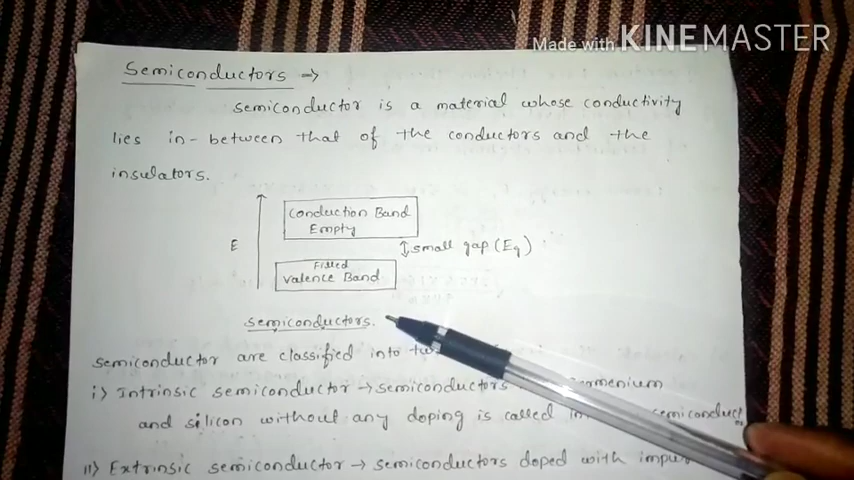 Made with KINEMASTER
Semiconductors ⇒
Semiconductor is a material whose conductivity
lies in-between that of the conductors and the
insulators.
Conduction Band
Empty
E
small gap (Eg)
Filled
Valence Band
Semiconductors.
Semiconductor are classified into
i) Intrinsic semiconductor → semiconductors
and silicon without any doping is called
ii) Extrinsic semiconductor → semiconductors doped with